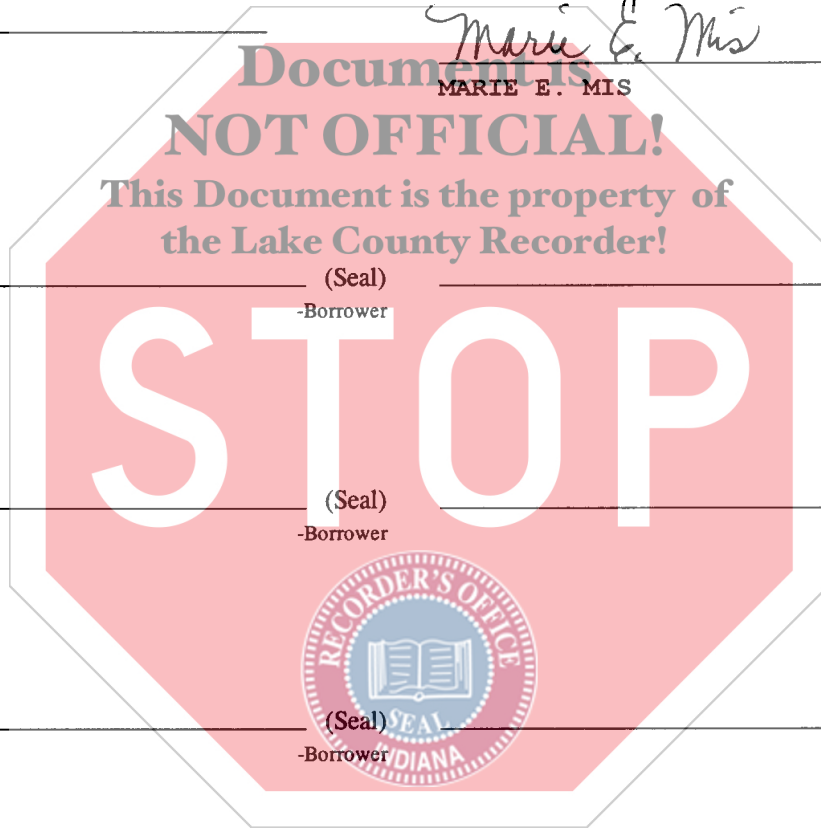 Marie E. Mis
Document is
MARIE E. MIS
NOT OFFICIAL!
This Document is the property of
the Lake County Recorder!
(Seal)
-Borrower
STOP
(Seal)
-Borrower
RECORDER'S OFFICE
SEAL
(Seal)
-Borrower
INDIANA